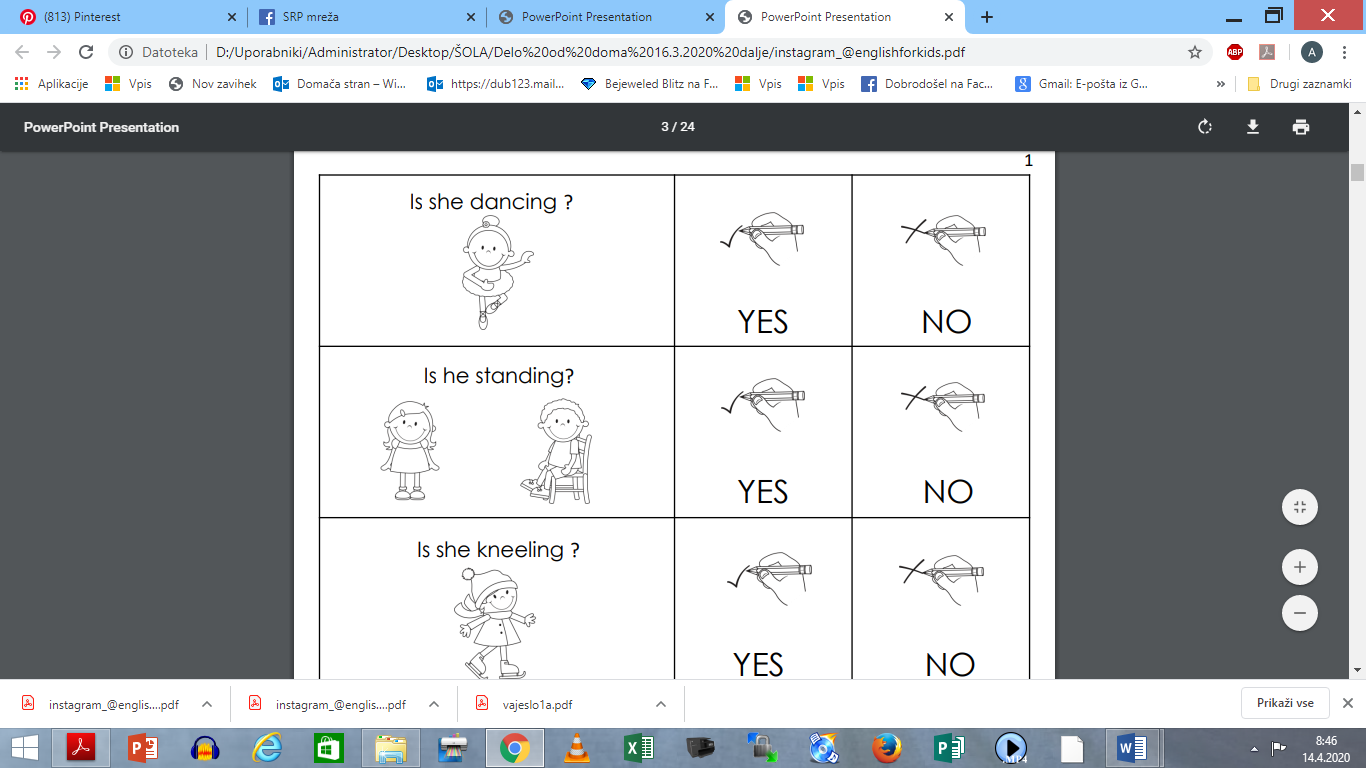 (813) Pinterest
SRP mreža
PowerPoint Presentation
PowerPoint Presentation
Datoteka
D:/Uporabniki/Administrator/Desktop/ŠOLA/Delo%20od%20doma%2016.3.2020%20dalje/instagram_@englishforkids.pdf
ABP
A
Aplikacije
Vpis
Nov zavihek
Domača stran – Wi...
https://dub123.mail...
Bejeweled Blitz na F...
Vpis
Vpis
Dobrodošel na Fac...
Gmail: E-pošta iz G...
»
Drugi zaznamki
PowerPoint Presentation
3 / 24
1
Is she dancing ?
YES
NO
Is he standing?
YES
NO
Is she kneeling ?
YES
NO
instagram_@englis....pdf
instagram_@englis....pdf
vajeslo1a.pdf
Prikaži vse
MP4
8:46
14.4.2020